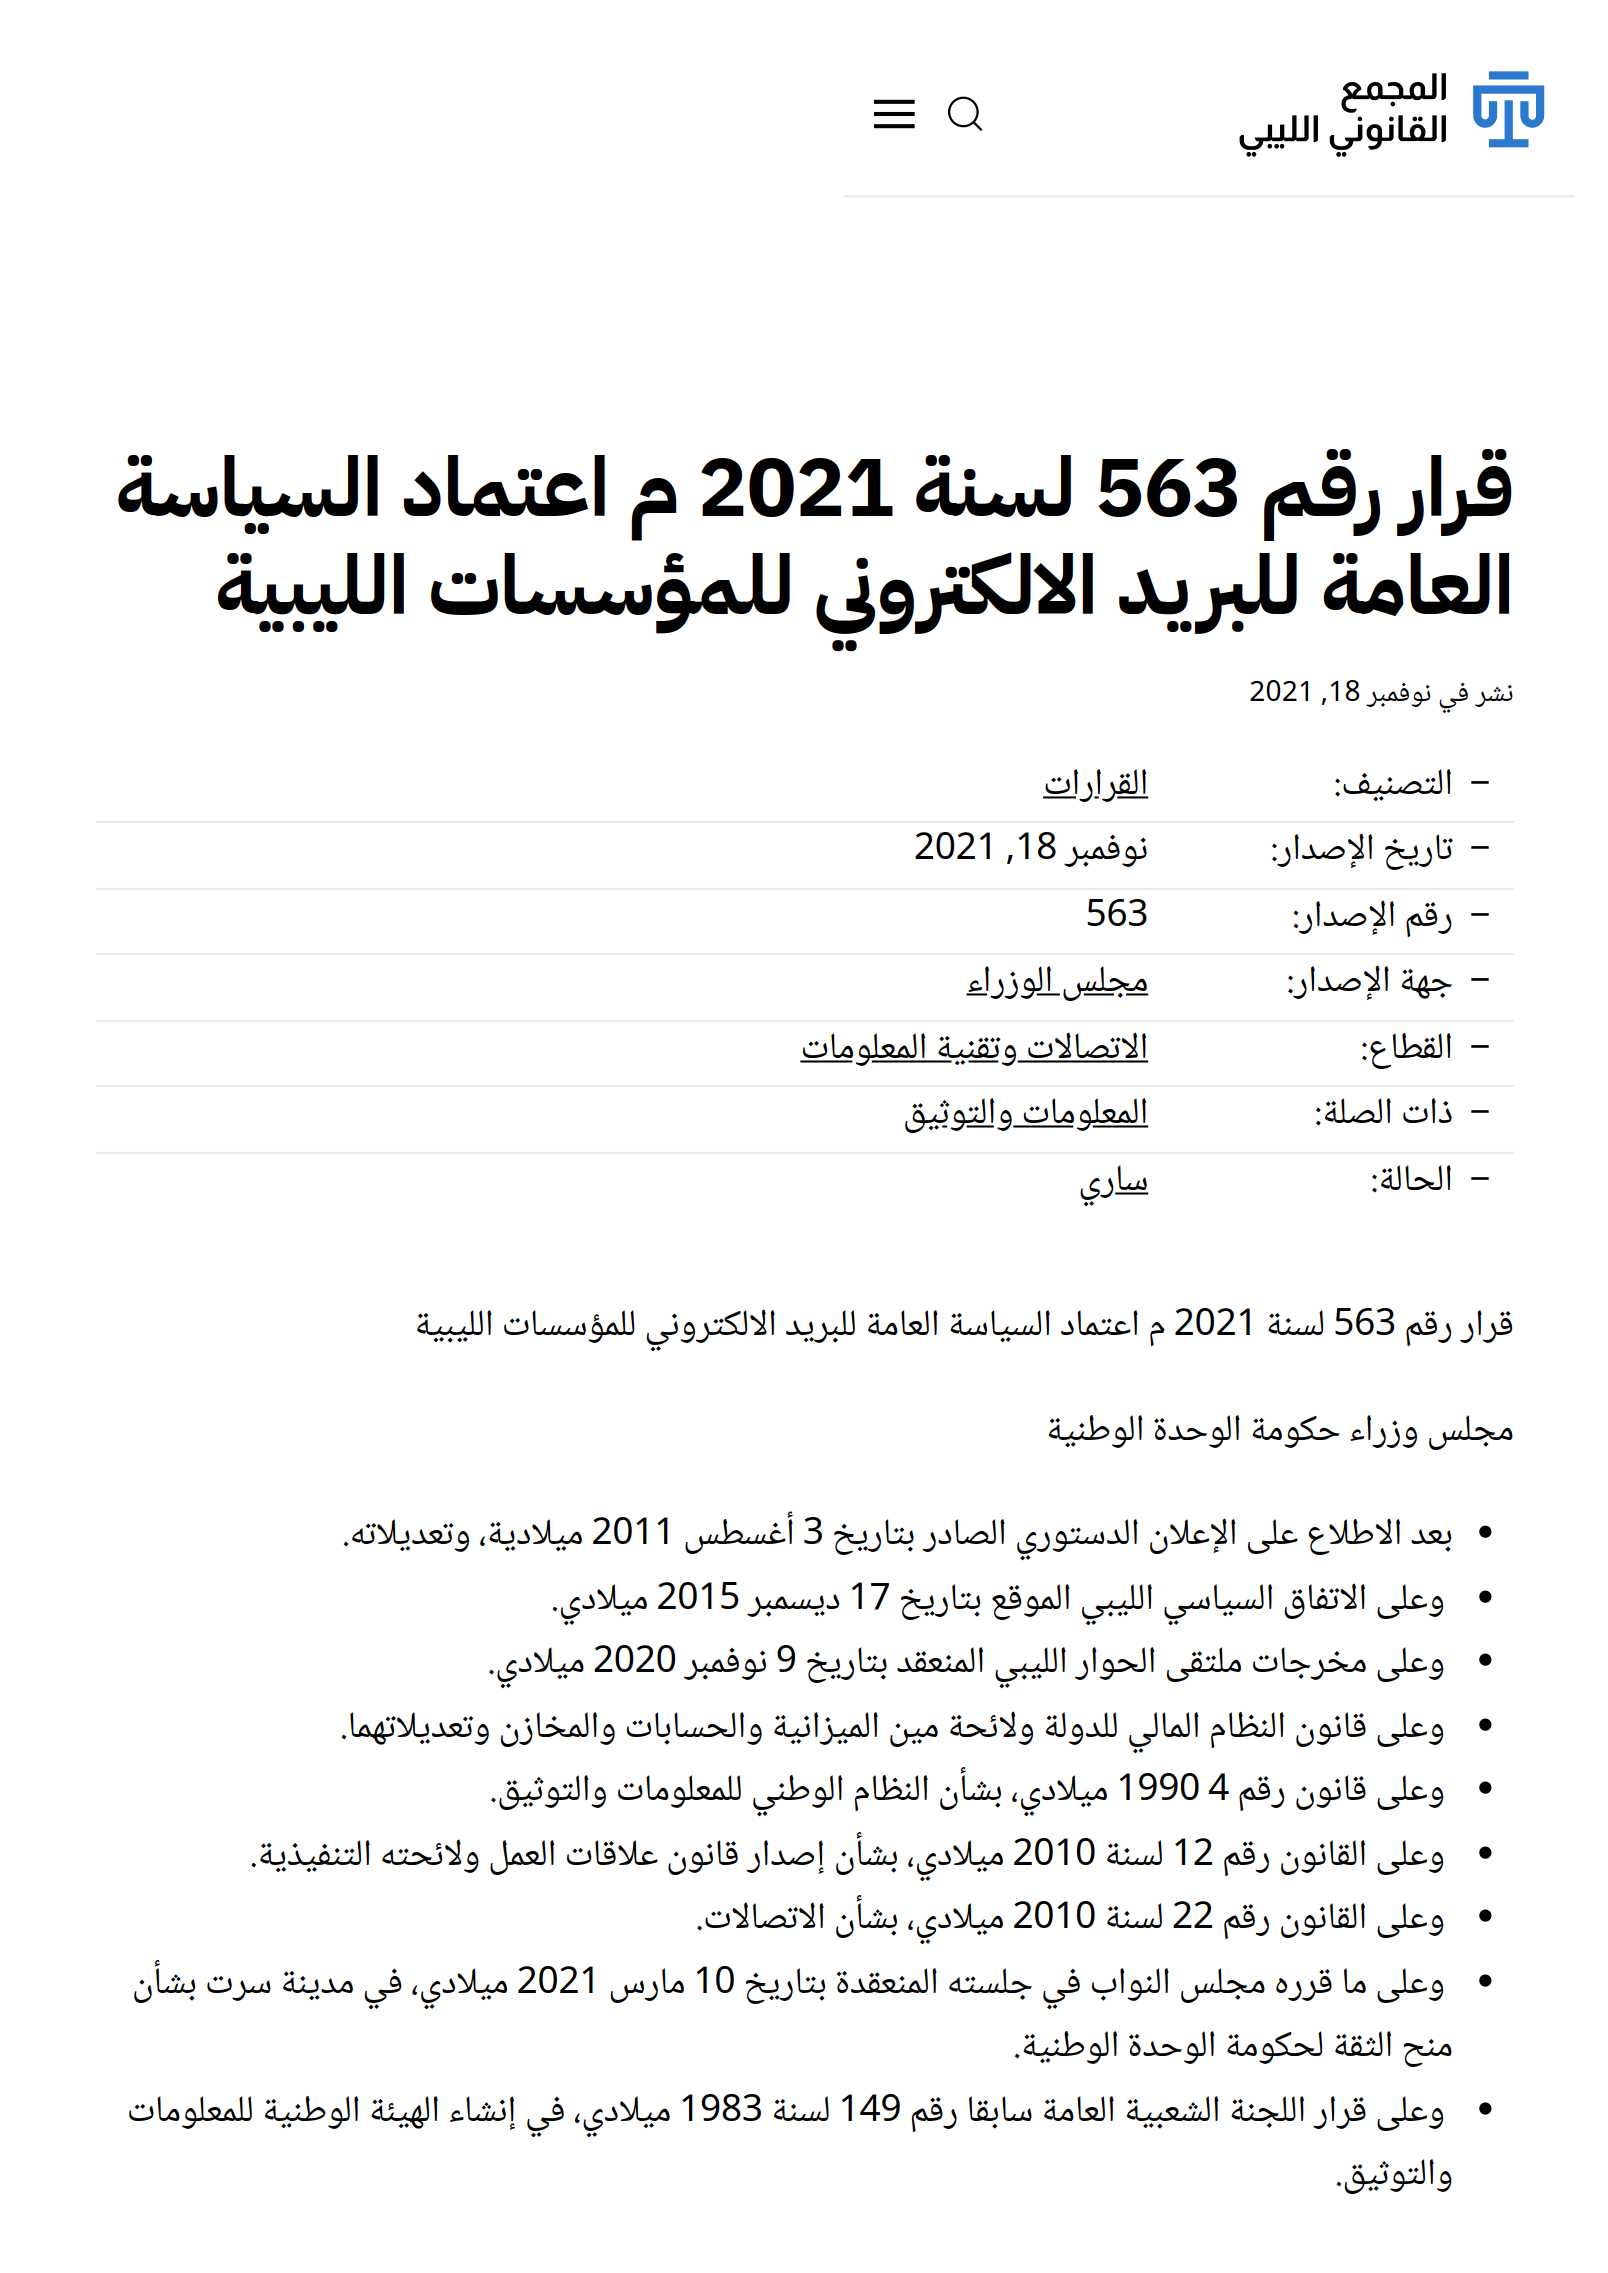 المجمع
القانوني الليبي
قرار رقم 563 لسنة 2021 م اعتماد السياسة
العامة للبريد الالكتروني للمؤسسات الليبية
نشر في نوفمبر 18, 2021
– التصنيف: القرارات
– تاريخ الإصدار: نوفمبر 18, 2021
– رقم الإصدار: 563
– جهة الإصدار: مجلس الوزراء
– القطاع: الاتصالات وتقنية المعلومات
– ذات الصلة: المعلومات والتوثيق
– الحالة: ساري
قرار رقم 563 لسنة 2021 م اعتماد السياسة العامة للبريد الالكتروني للمؤسسات الليبية
مجلس وزراء حكومة الوحدة الوطنية
• بعد الاطلاع على الإعلان الدستوري الصادر بتاريخ 3 أغسطس 2011 ميلادية، وتعديلاته.
• وعلى الاتفاق السياسي الليبي الموقع بتاريخ 17 ديسمبر 2015 ميلادي.
• وعلى مخرجات ملتقى الحوار الليبي المنعقد بتاريخ 9 نوفمبر 2020 ميلادي.
• وعلى قانون النظام المالي للدولة ولائحة مين الميزانية والحسابات والمخازن وتعديلاتهما.
• وعلى قانون رقم 4 1990 ميلادي، بشأن النظام الوطني للمعلومات والتوثيق.
• وعلى القانون رقم 12 لسنة 2010 ميلادي، بشأن إصدار قانون علاقات العمل ولائحته التنفيذية.
• وعلى القانون رقم 22 لسنة 2010 ميلادي، بشأن الاتصالات.
• وعلى ما قرره مجلس النواب في جلسته المنعقدة بتاريخ 10 مارس 2021 ميلادي، في مدينة سرت بشأن
منح الثقة لحكومة الوحدة الوطنية.
• وعلى قرار اللجنة الشعبية العامة سابقا رقم 149 لسنة 1983 ميلادي، في إنشاء الهيئة الوطنية للمعلومات
والتوثيق.